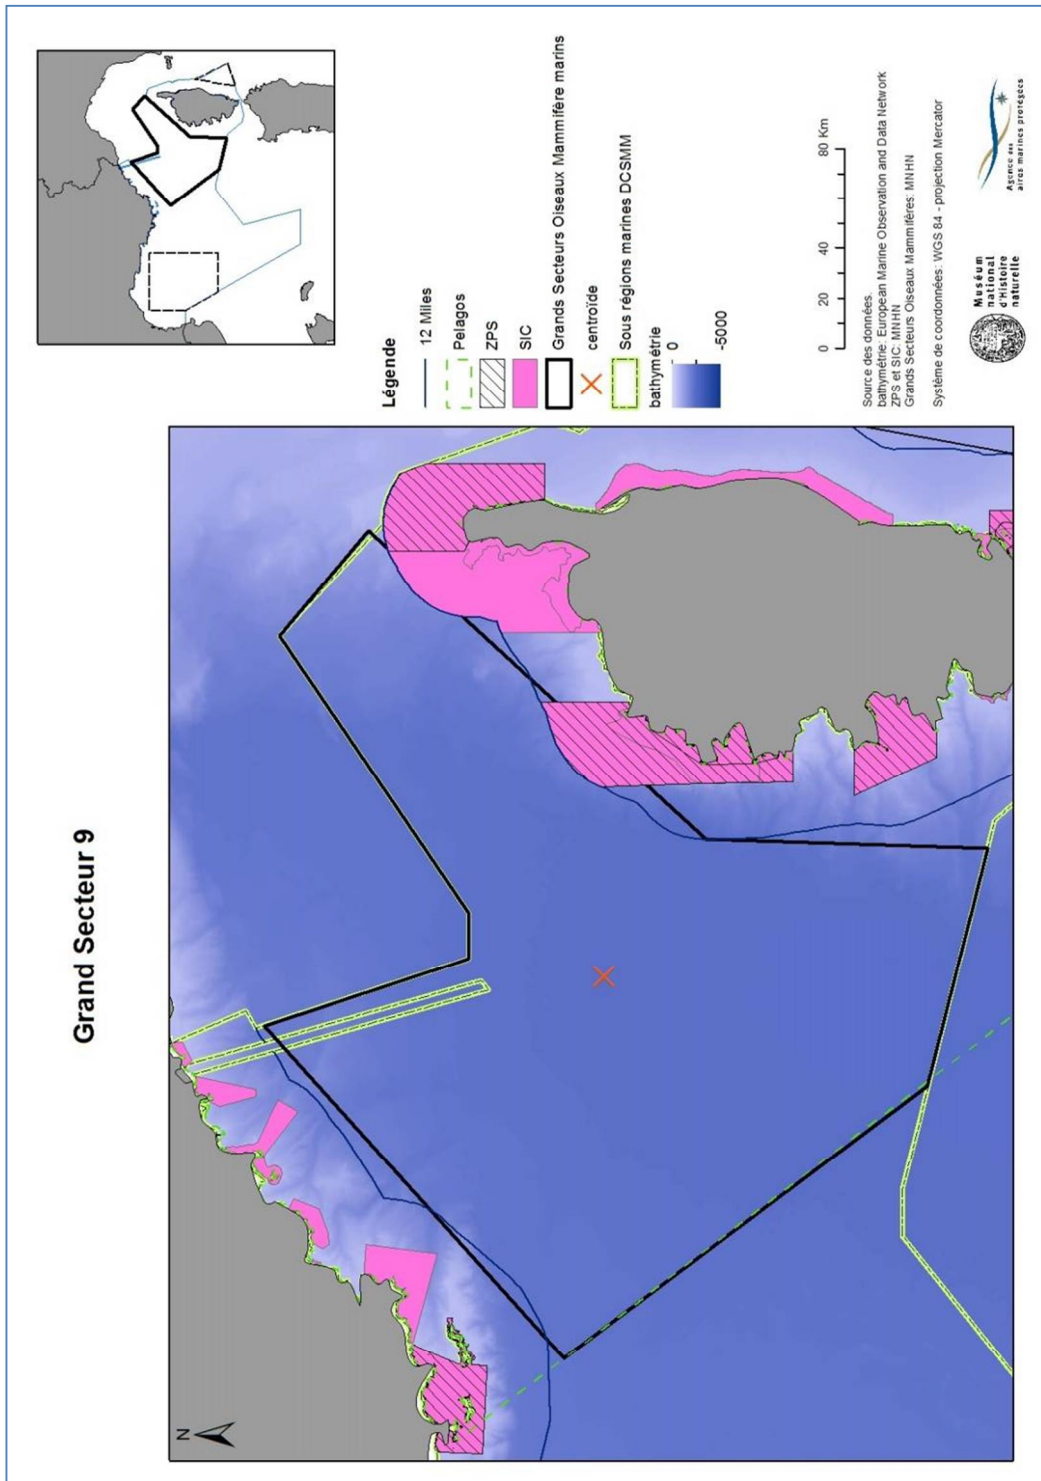 Grand Secteur 9
N
Légende
12 Miles
Pelagos
ZPS
SIC
Grands Secteurs Oiseaux Mammifère marins
centroïde
Sous régions marines DCSMM
bathymétrie
0
-5000
0 20 40 80 Km
Source des données:
bathymétrie: European Marine Observation and Data Network
ZPS et SIC: MNHN
Grands Secteurs Oiseaux Mammifères: MNHN
Système de coordonnées: WGS 84 - projection Mercator
Muséum
national
d'Histoire
naturelle
Agence des
aires marines protégées